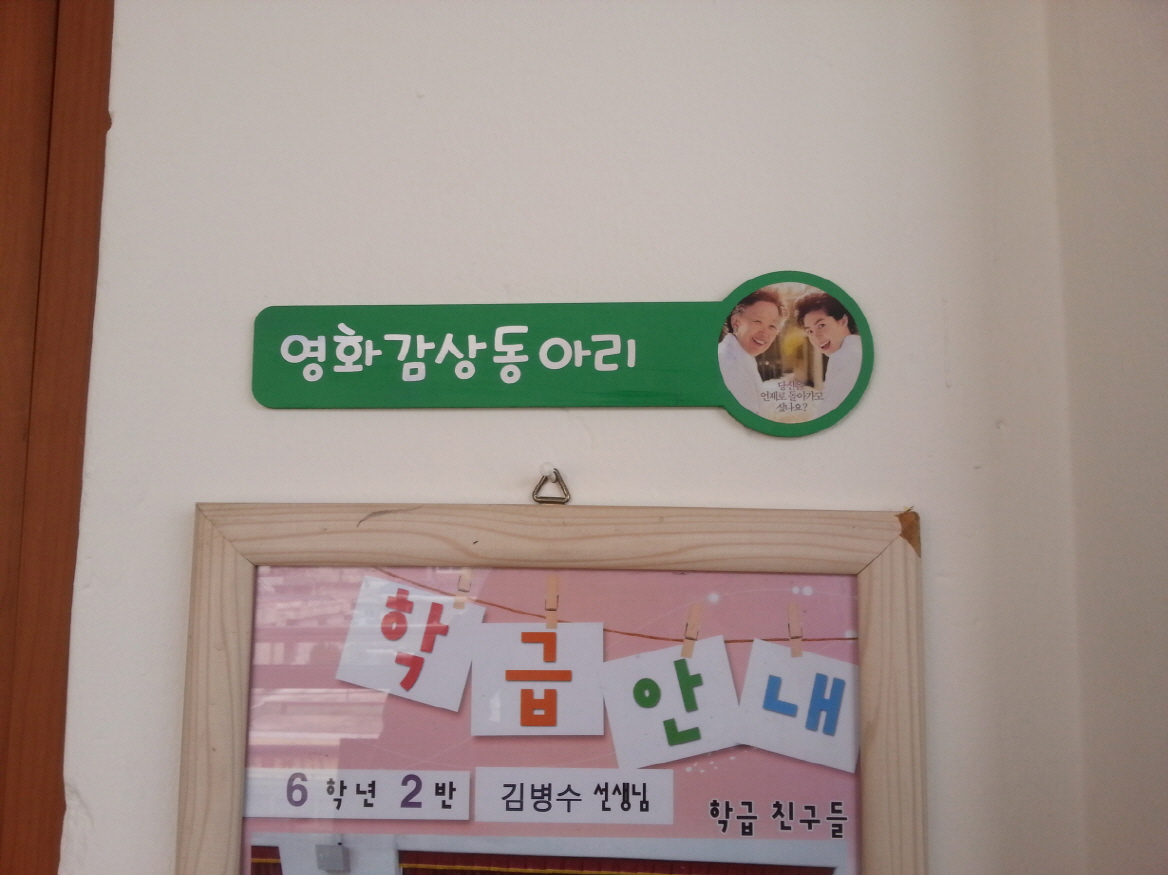 영화감상동아리
당신은
언제로 돌아가고
싶나요?
학급안내
6학년 2반 김병수 선생님
학급 친구들